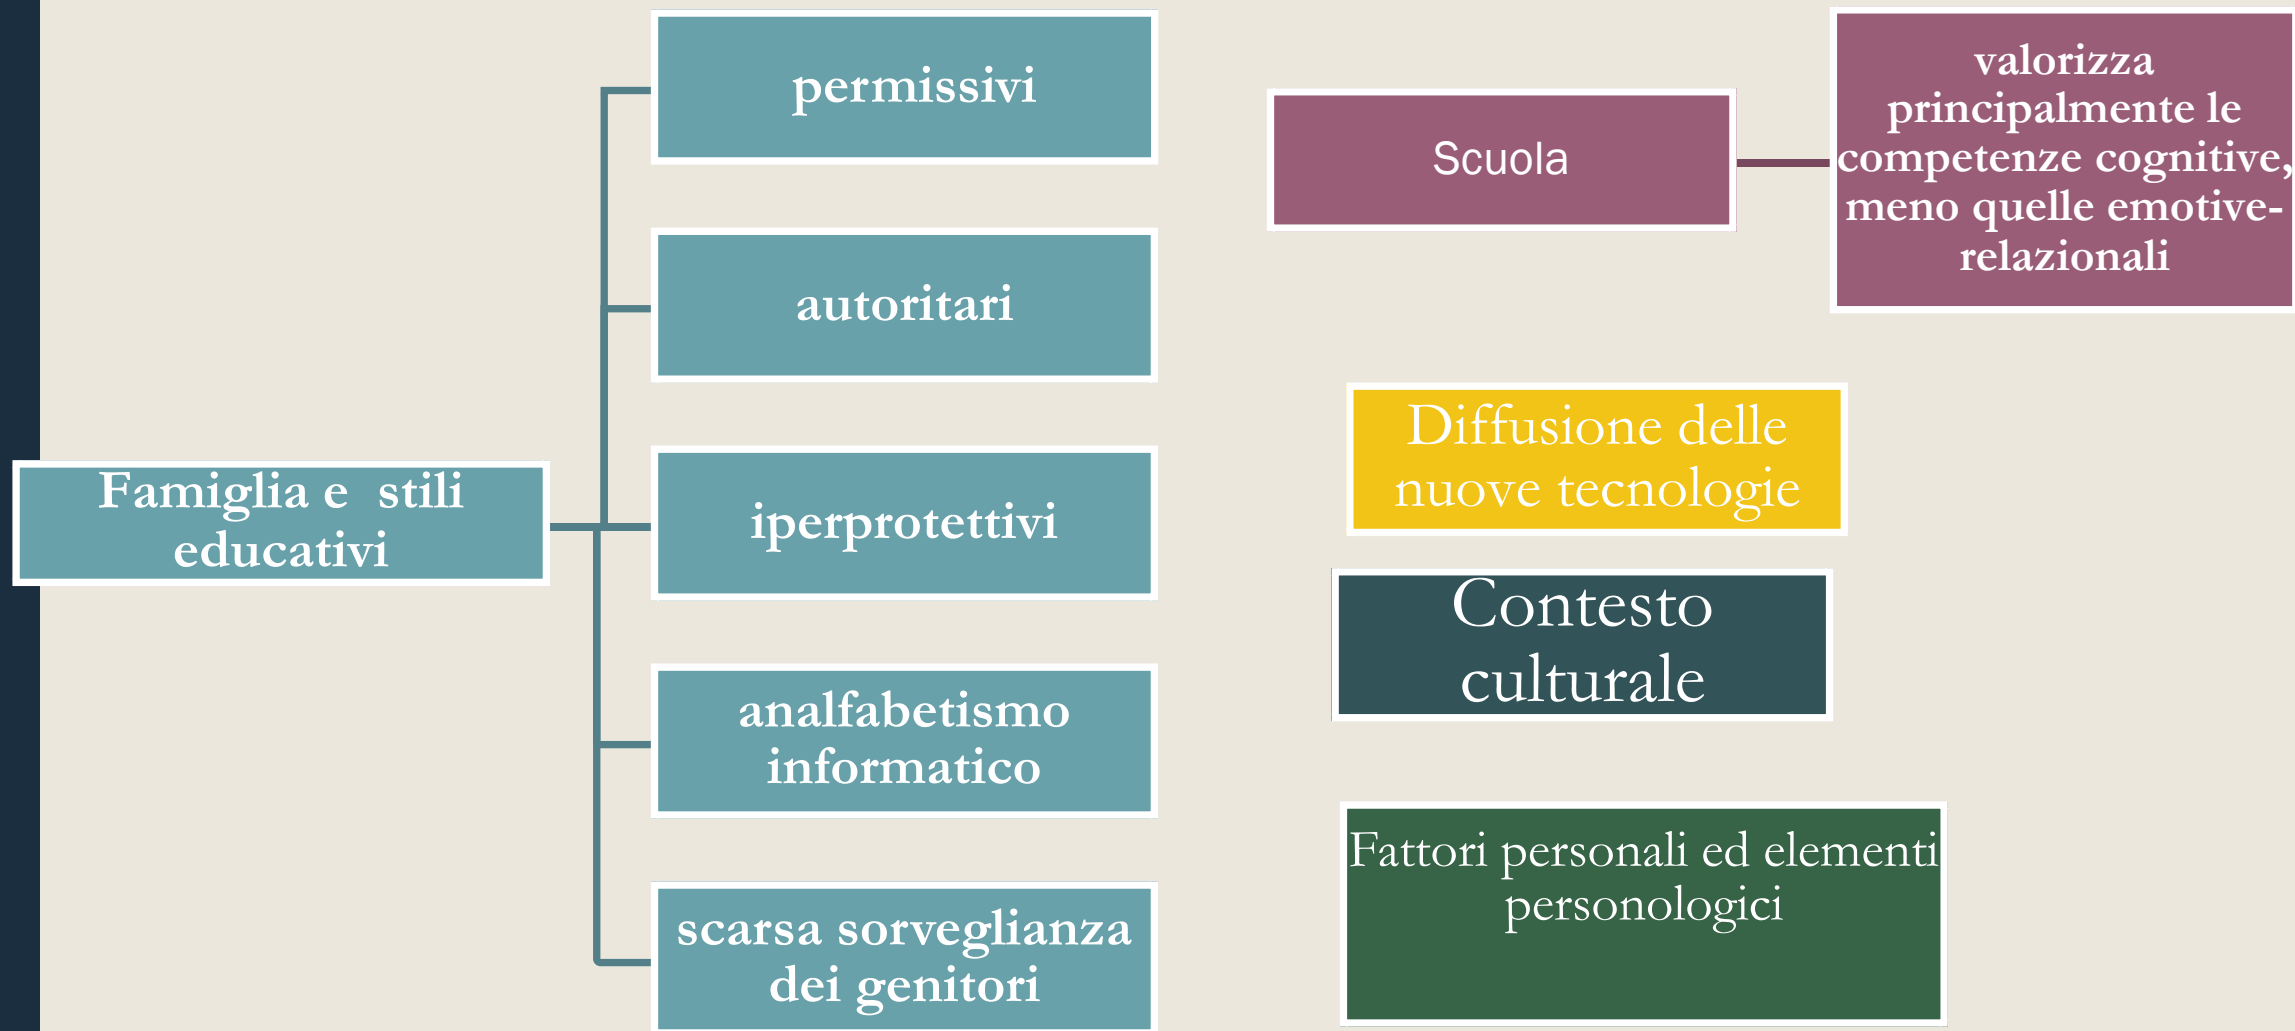 Famiglia e stili
educativi
permissivi
autoritari
iperprotettivi
analfabetismo
informatico
scarsa sorveglianza
dei genitori
Scuola
valorizza
principalmente le
competenze cognitive,
meno quelle emotive-
relazionali
Diffusione delle
nuove tecnologie
Contesto
culturale
Fattori personali ed elementi
personologici